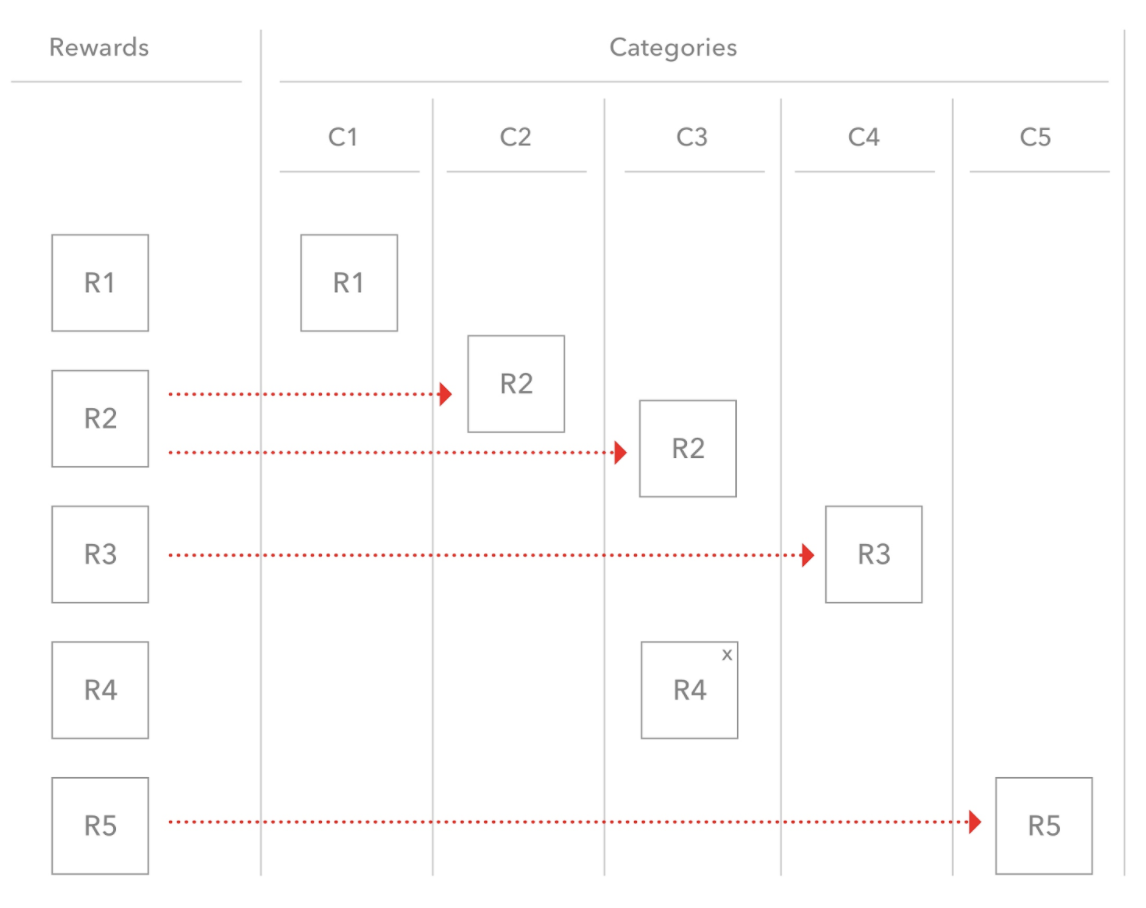 Rewards
Categories
C1 C2 C3 C4 C5
R1 R1
R2 R2 R2
R3 R3
R4 R4 x
R5 R5